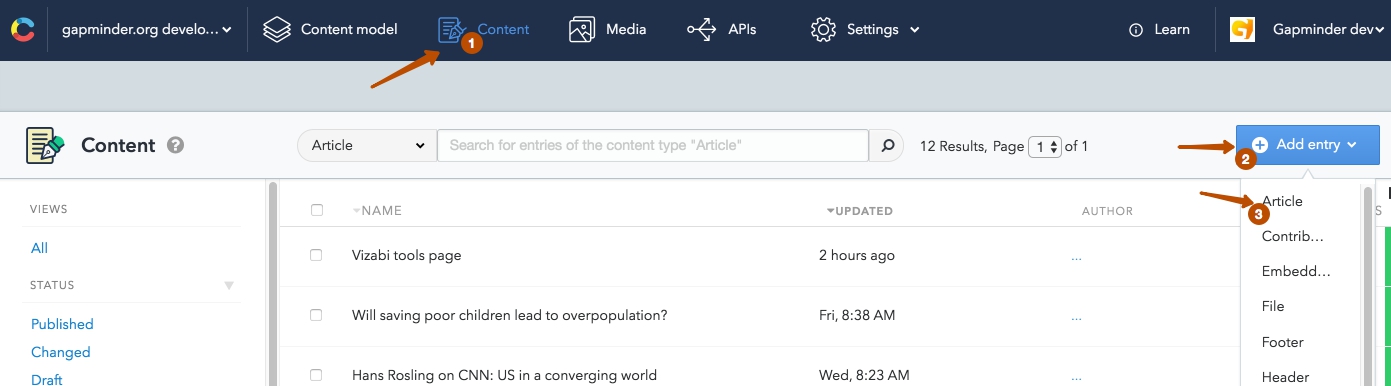 gapminder.org develo... Content model Content Media APIs Settings Learn Gapminder dev
1
Content ? Article Search for entries of the content type "Article" 12 Results, Page 1 of 1 Add entry
2
VIEWS NAME UPDATED AUTHOR Article
3
All Vizabi tools page 2 hours ago ... Contrib...
STATUS Embedd...
Published Will saving poor children lead to overpopulation? Fri, 8:38 AM ... File
Changed Footer
Draft Hans Rosling on CNN: US in a converging world Wed, 8:23 AM ... Header